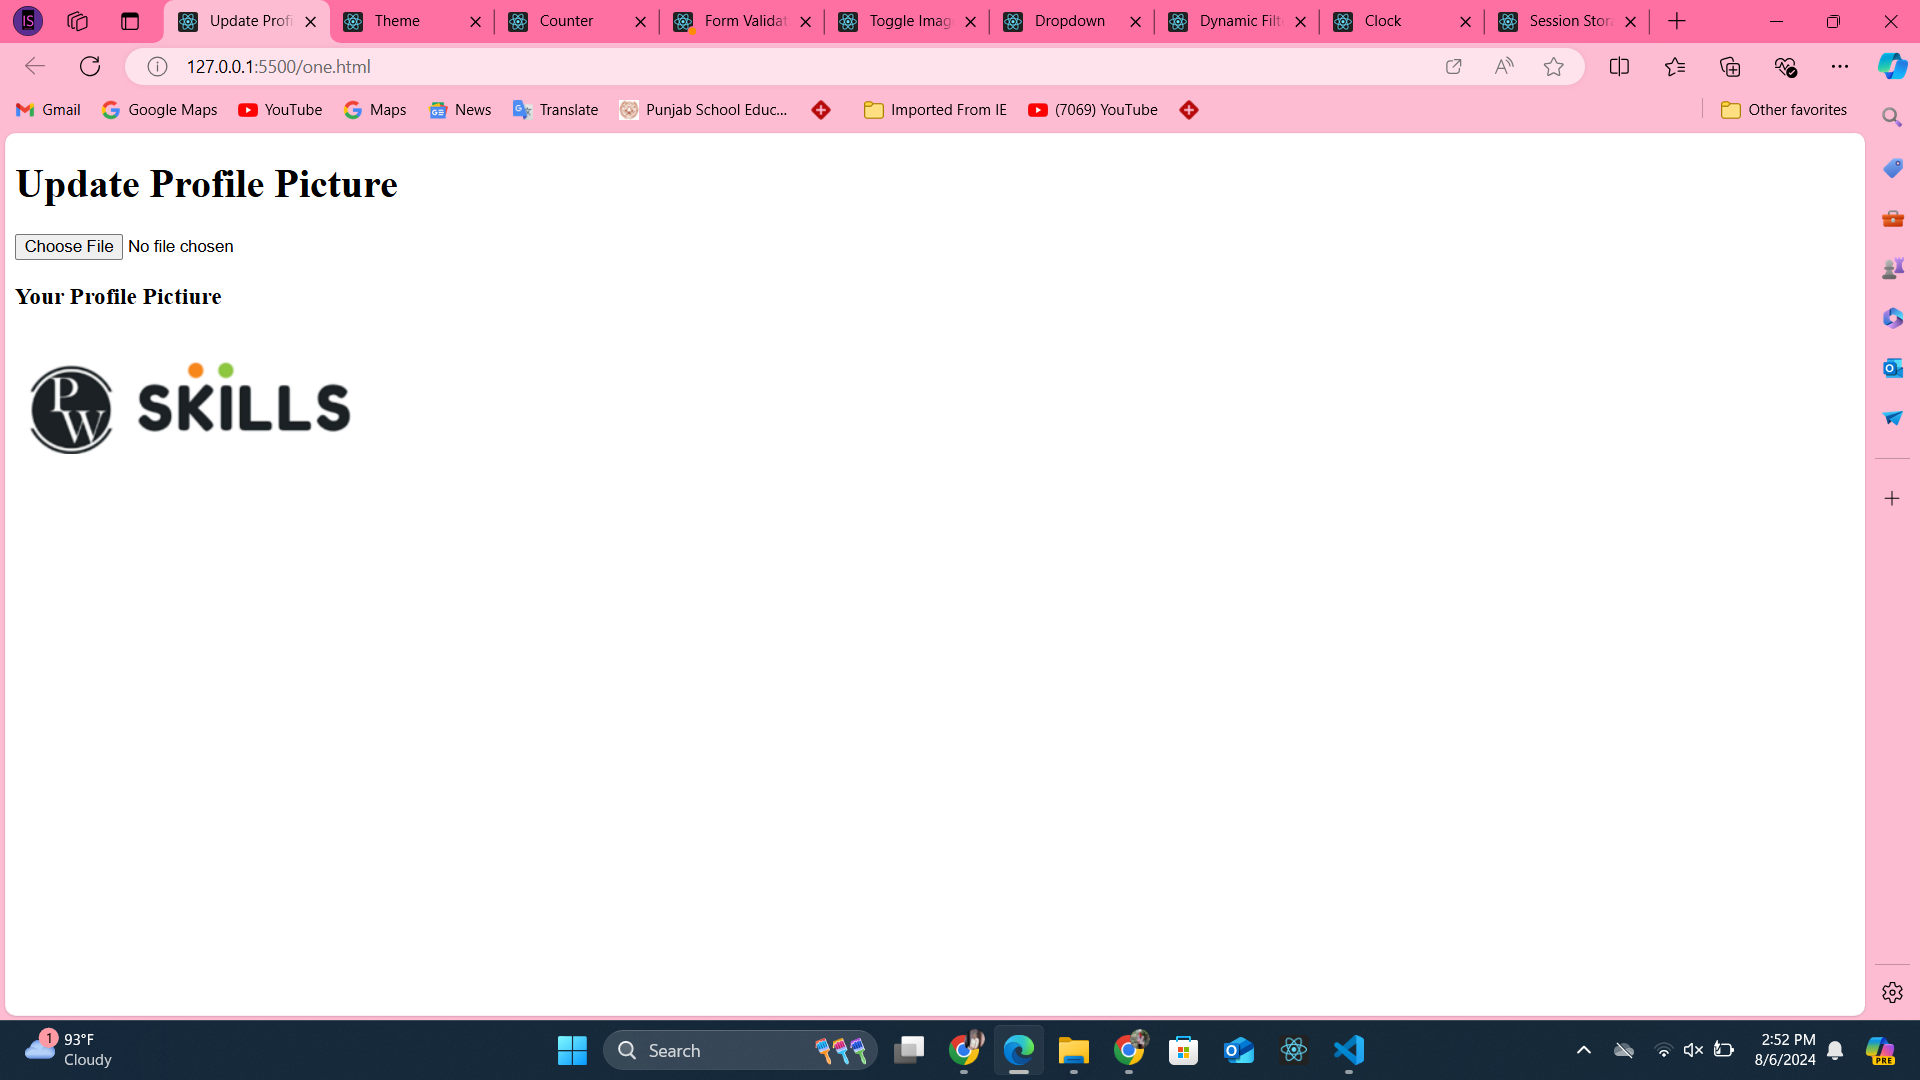 IS
Update Profi
Theme
Counter
Form Validat
Toggle Imag
Dropdown
Dynamic Filt
Clock
Session Stor
127.0.0.1:5500/one.html
Gmail
Google Maps
YouTube
Maps
News
Translate
Punjab School Educ...
Imported From IE
(7069) YouTube
Other favorites
Update Profile Picture
Choose File No file chosen
Your Profile Pictiure
PW SKILLS
1
93°F
Cloudy
Search
2:52 PM
8/6/2024
PRE